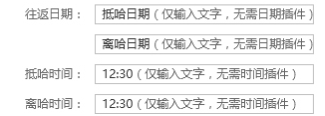 往返日期： 抵哈日期（仅输入文字，无需日期插件）
离哈日期（仅输入文字，无需日期插件）
抵哈时间： 12:30（仅输入文字，无需时间插件）
离哈时间： 12:30（仅输入文字，无需时间插件）